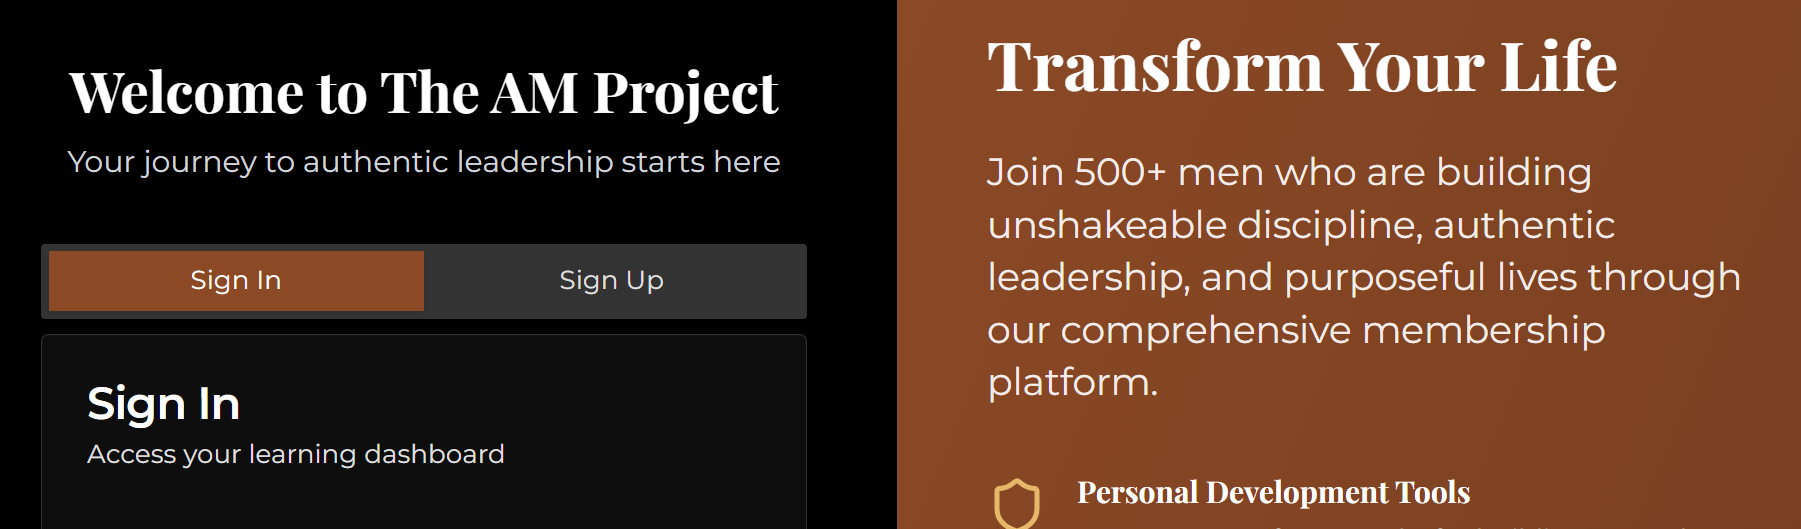 Welcome to The AM Project
Your journey to authentic leadership starts here
Sign In
Sign Up
Sign In
Access your learning dashboard
Transform Your Life
Join 500+ men who are building
unshakeable discipline, authentic
leadership, and purposeful lives through
our comprehensive membership
platform.
Personal Development Tools